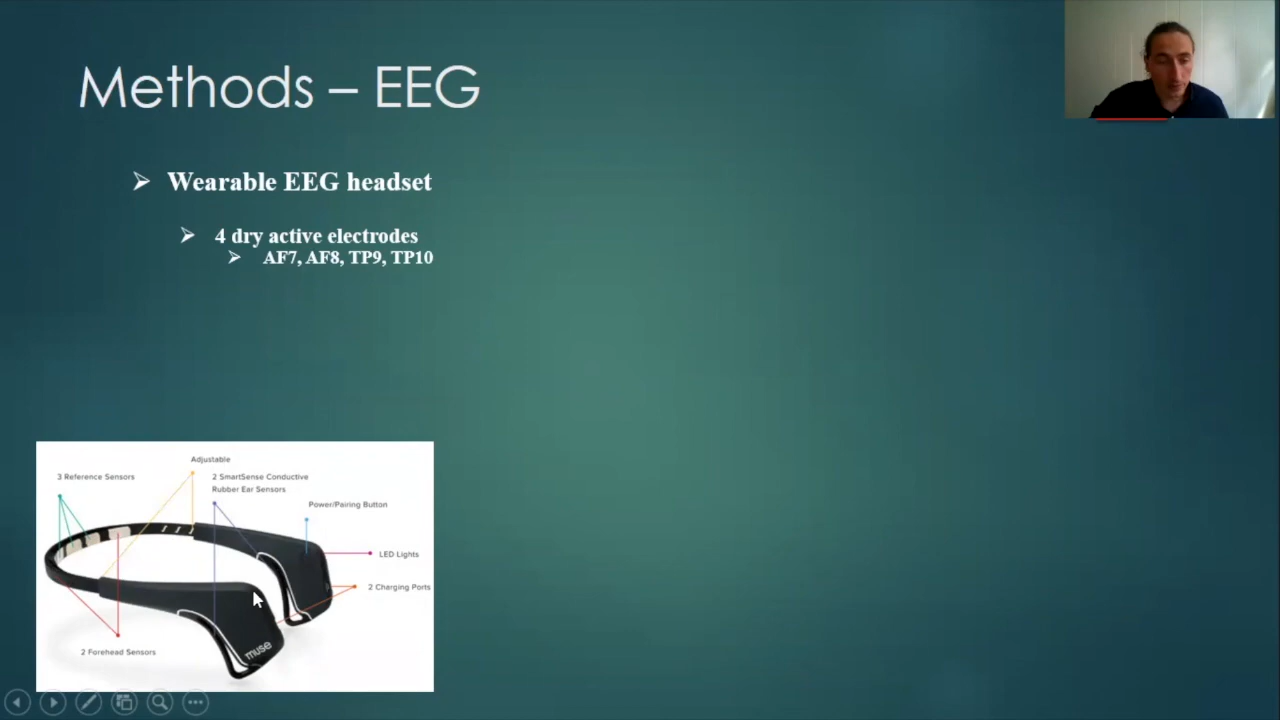 Methods – EEG
Wearable EEG headset
4 dry active electrodes
AF7, AF8, TP9, TP10
Adjustable
3 Reference Sensors
2 SmartSense Conductive
Rubber Ear Sensors
Power/Pairing Button
LED Lights
2 Charging Ports
muse
2 Forehead Sensors